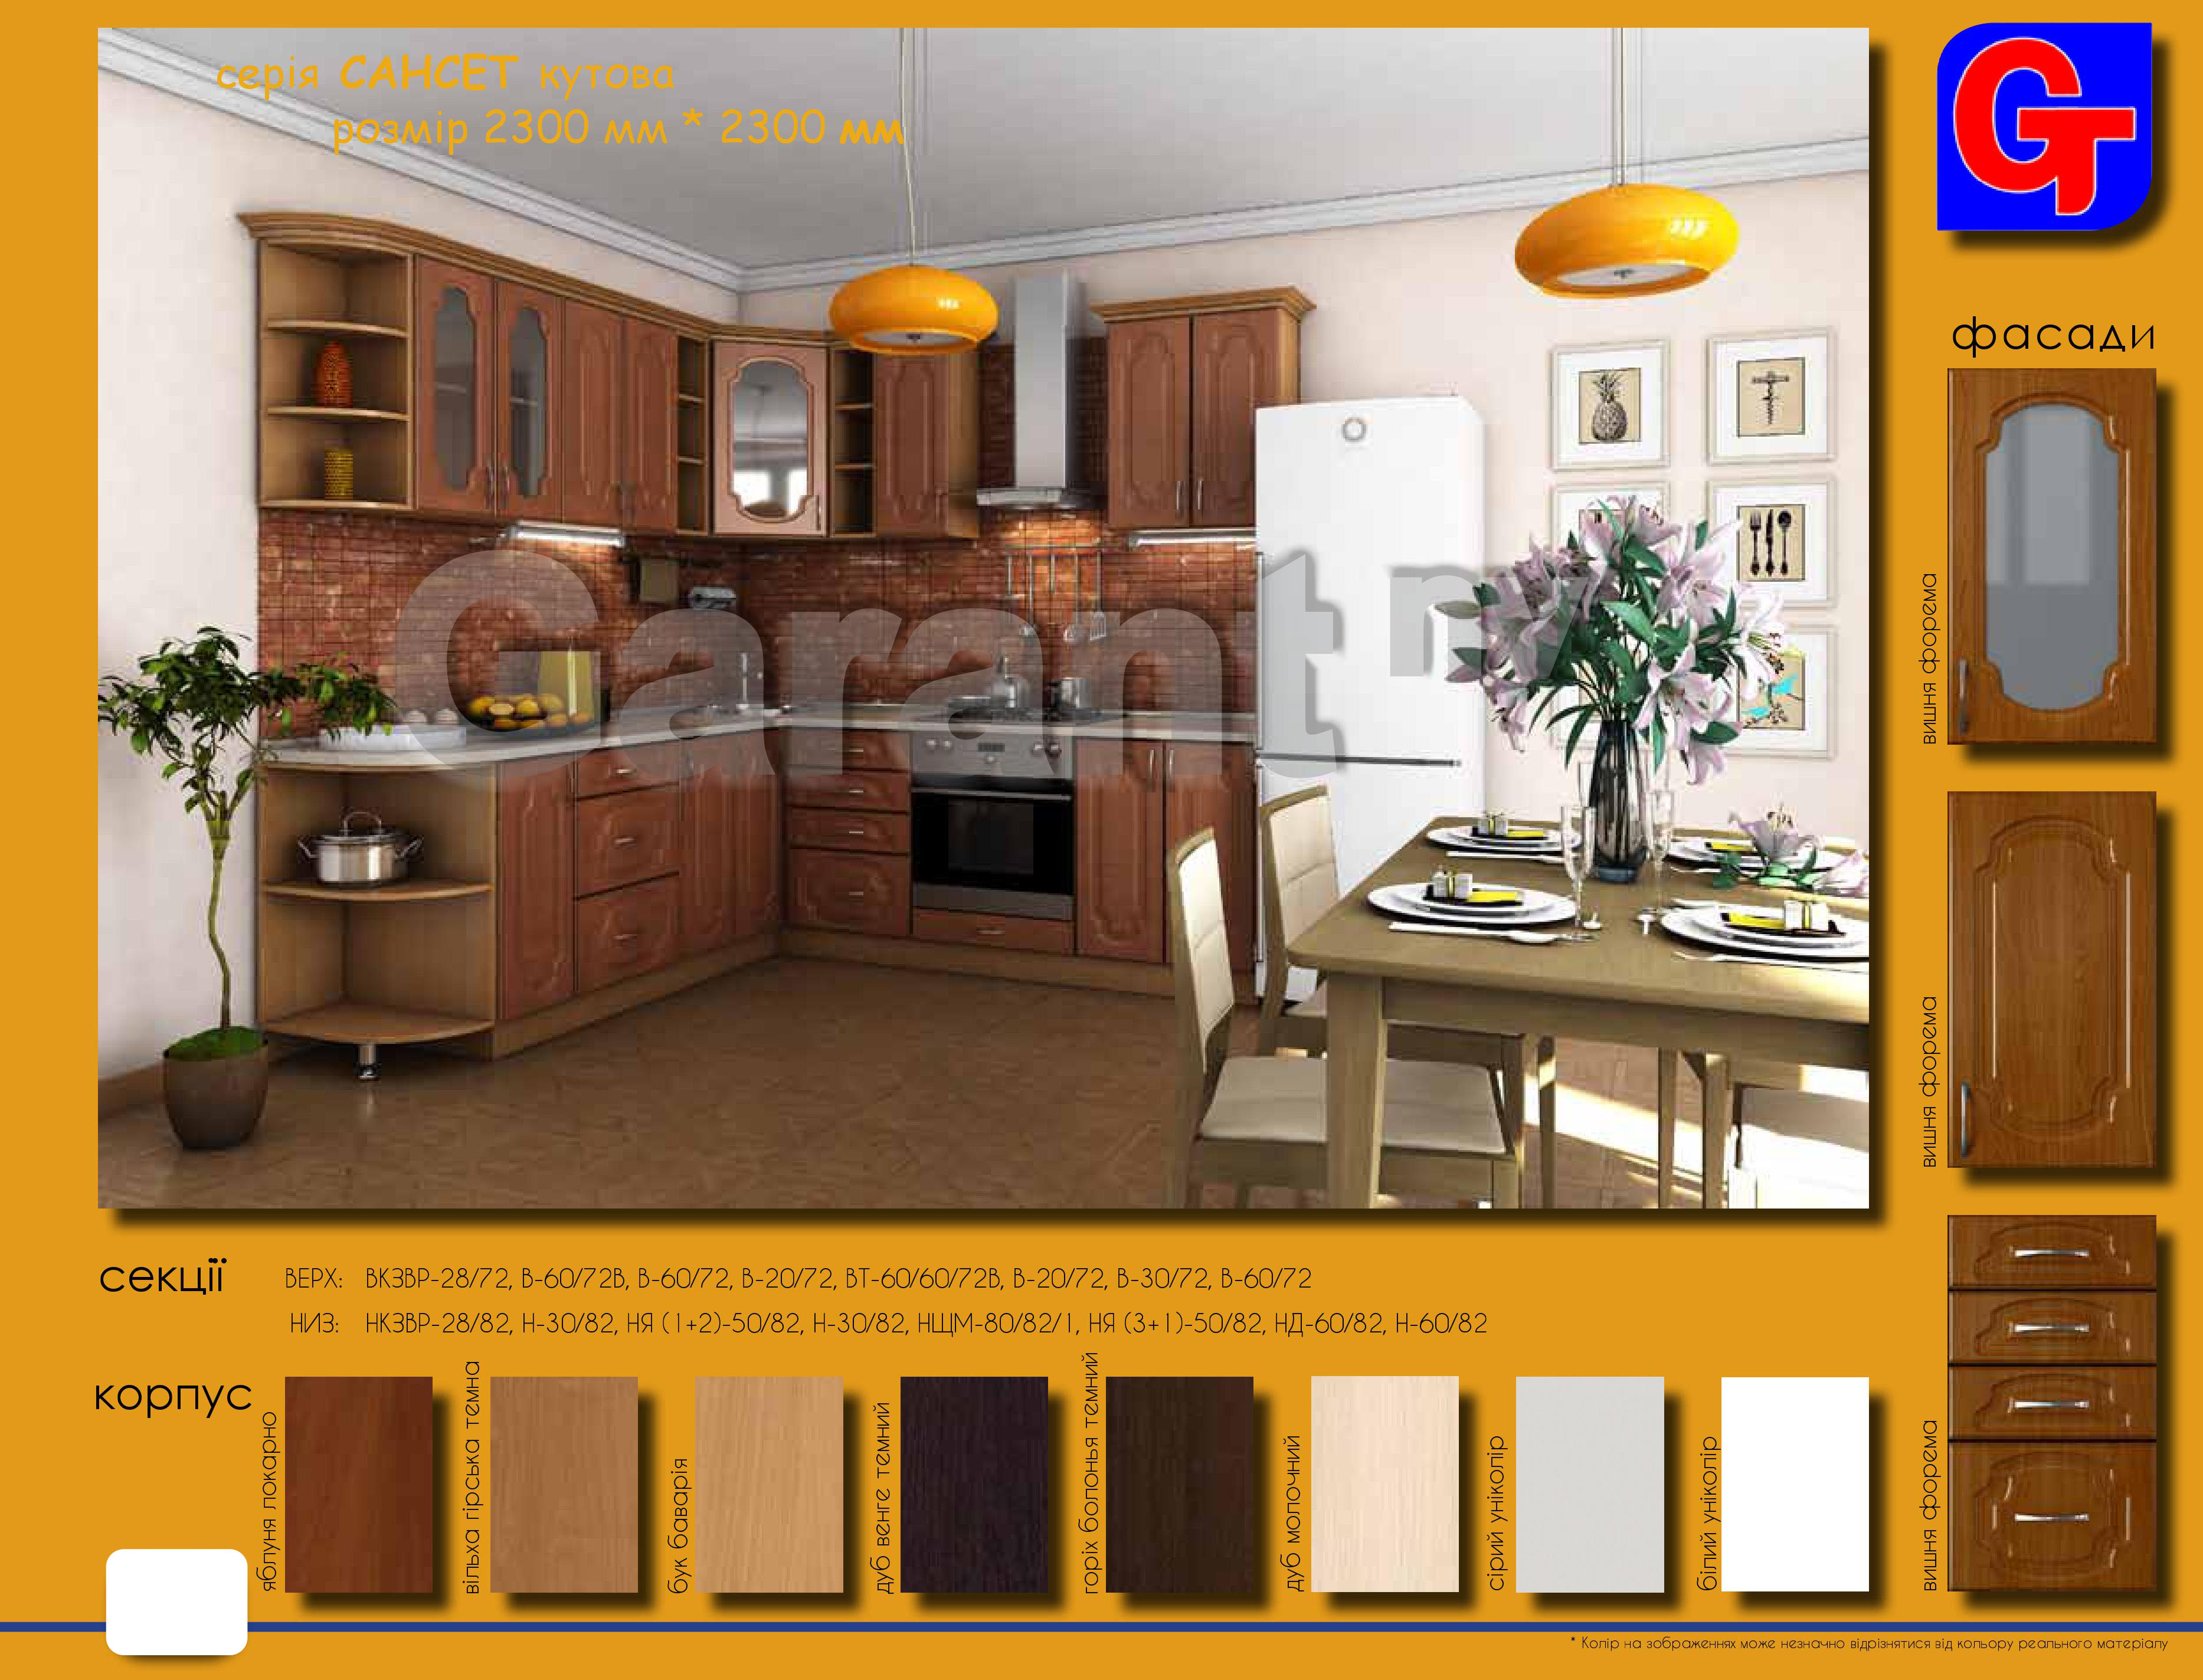 серія САНСЕТ кутова
розмір 2300 мм * 2300 мм
GT
фасади
Garant
вишня форема
вишня форема
вишня форема
секції
ВЕРХ: ВКЗВР-28/72, В-60/72В, В-60/72, В-20/72, ВТ-60/60/72В, В-20/72, В-30/72, В-60/72
НИЗ: НКЗВР-28/82, Н-30/82, НЯ (1+2)-50/82, Н-30/82, НЩМ-80/82/1, НЯ (3+1)-50/82, НД-60/82, Н-60/82
корпус
яблуня локарно
вільха гірська темна
бук баварія
дуб венге темний
горіх болонья темний
дуб молочний
сірий уніколір
білий уніколір
* Колір на зображеннях може незначно відрізнятися від кольору реального матеріалу